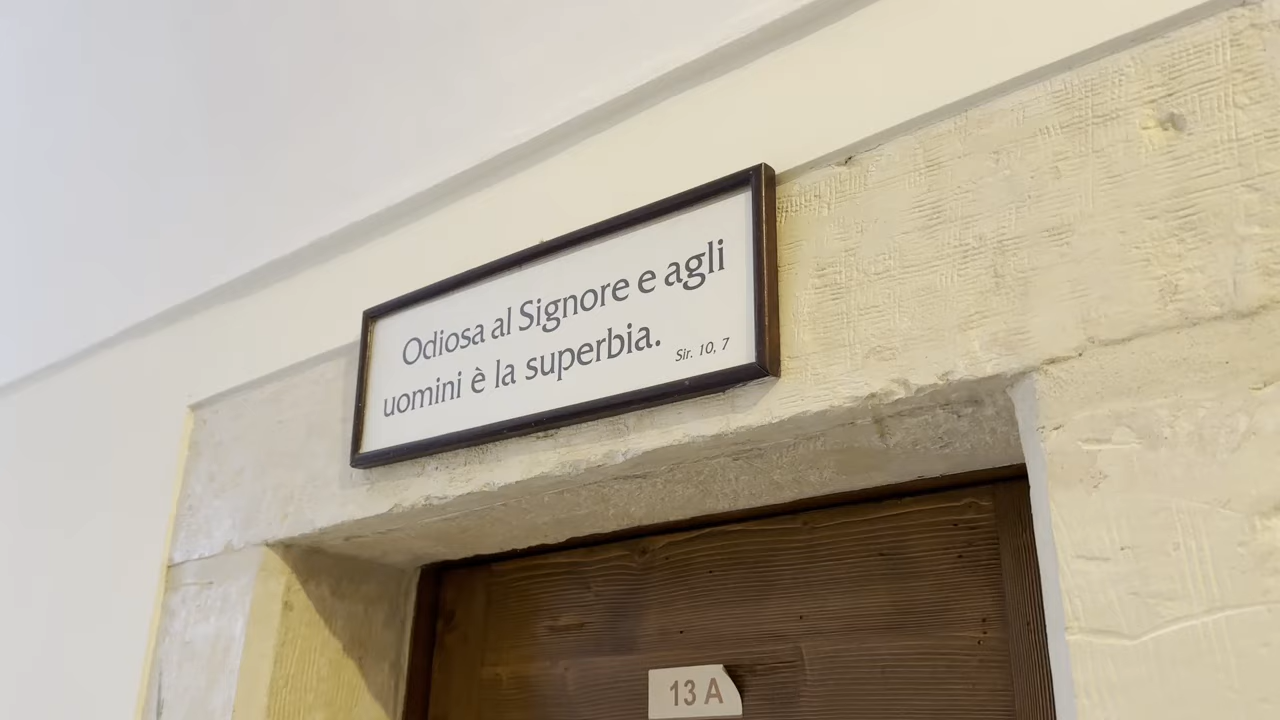 Odiosa al Signore e agli
uomini è la superbia. Sir. 10, 7
13 A